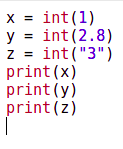 x = int(1)
y = int(2.8)
z = int("3")
print(x)
print(y)
print(z)